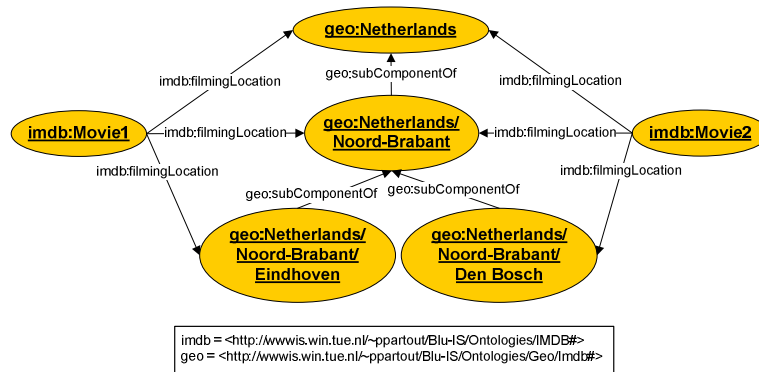 geo:Netherlands
geo:subComponentOf
imdb:filmingLocation
imdb:filmingLocation
imdb:Movie1
imdb:filmingLocation
geo:Netherlands/
Noord-Brabant
imdb:filmingLocation
imdb:Movie2
imdb:filmingLocation
imdb:filmingLocation
geo:subComponentOf
geo:subComponentOf
geo:Netherlands/
Noord-Brabant/
Eindhoven
geo:Netherlands/
Noord-Brabant/
Den Bosch
imdb = <http://wwwis.win.tue.nl/~ppartout/Blu-IS/Ontologies/IMDB#>
geo = <http://wwwis.win.tue.nl/~ppartout/Blu-IS/Ontologies/Geo/Imdb#>